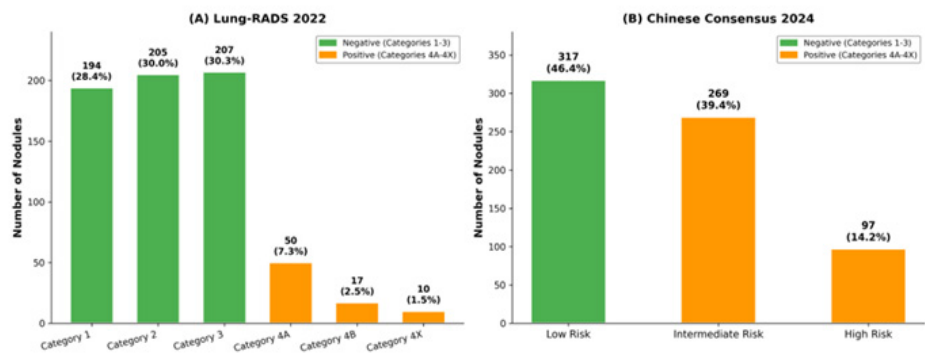 (A) Lung-RADS 2022
Negative (Categories 1-3)
Positive (Categories 4A-4X)
Number of Nodules
200
150
100
50
0
194
(28.4%)
205
(30.0%)
207
(30.3%)
50
(7.3%)
17
(2.5%)
10
(1.5%)
Category 1
Category 2
Category 3
Category 4A
Category 4B
Category 4X
(B) Chinese Consensus 2024
Negative (Categories 1-3)
Positive (Categories 4A-4X)
Number of Nodules
350
300
250
200
150
100
50
0
317
(46.4%)
269
(39.4%)
97
(14.2%)
Low Risk
Intermediate Risk
High Risk